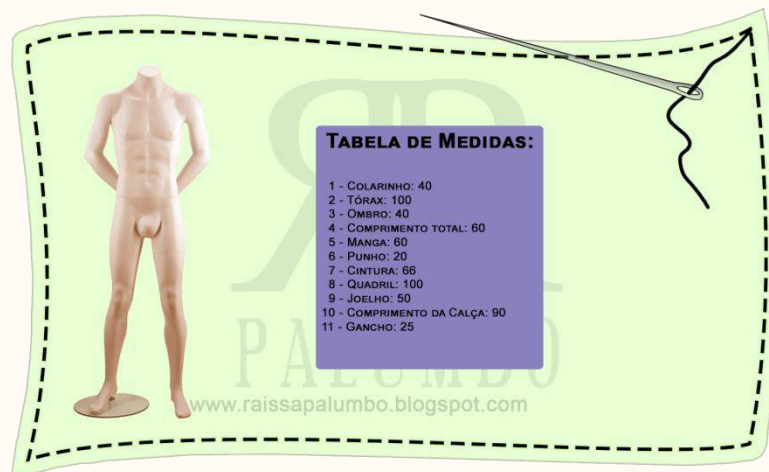 TABELA DE MEDIDAS:
1 - COLARINHO: 40
2 - TÓRAX: 100
3 - OMBRO: 40
4 - COMPRIMENTO TOTAL: 60
5 - MANGA: 60
6 - PUNHO: 20
7 - CINTURA: 66
8 - QUADRIL: 100
9 - JOELHO: 50
10 - COMPRIMENTO DA CALÇA: 90
11 - GANCHO: 25
PALUMBO
www.raissapalumbo.blogspot.com